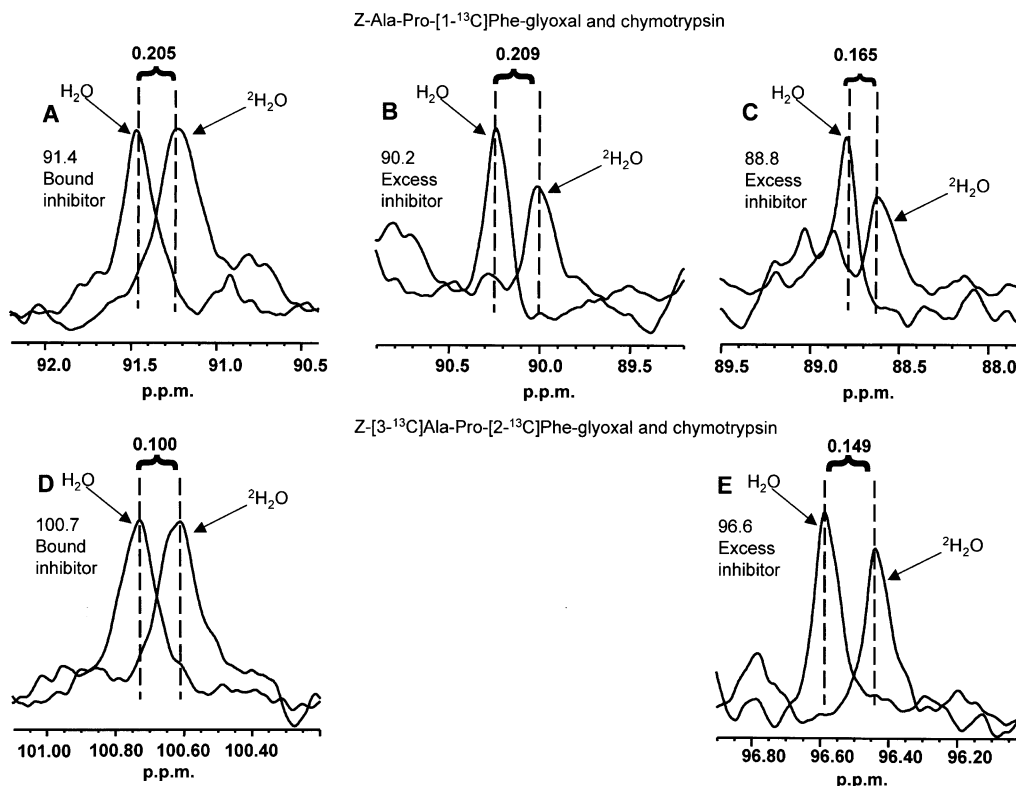 Z-Ala-Pro-[1-¹³C]Phe-glyoxal and chymotrypsin
0.205
H₂O
²H₂O
A
91.4
Bound
inhibitor
92.0 91.5 91.0 90.5
p.p.m.
0.209
H₂O
B
90.2
Excess
inhibitor
²H₂O
90.5 90.0 89.5
p.p.m.
0.165
H₂O
C
88.8
Excess
inhibitor
²H₂O
89.5 89.0 88.5 88.0
p.p.m.
Z-[3-¹³C]Ala-Pro-[2-¹³C]Phe-glyoxal and chymotrypsin
0.100
D
H₂O
²H₂O
100.7
Bound
inhibitor
101.00 100.80 100.60 100.40
p.p.m.
0.149
E
H₂O
96.6
Excess
inhibitor
²H₂O
96.80 96.60 96.40 96.20
p.p.m.